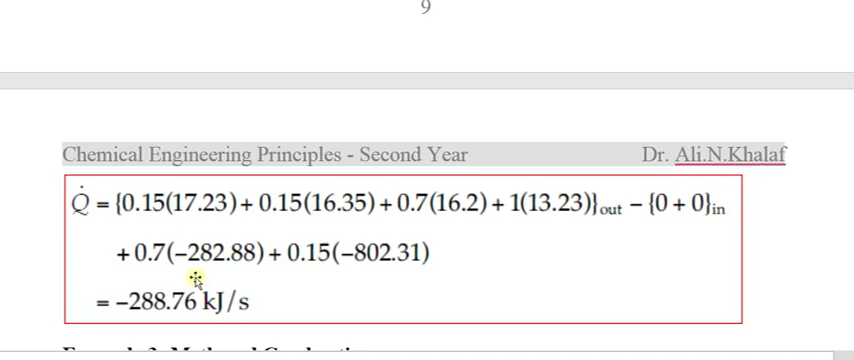 9
Chemical Engineering Principles - Second Year Dr. Ali.N.Khalaf
Q̇ = {0.15(17.23) + 0.15(16.35) + 0.7(16.2) + 1(13.23)}out − {0 + 0}in
+ 0.7(−282.88) + 0.15(−802.31)
= −288.76 kJ/s